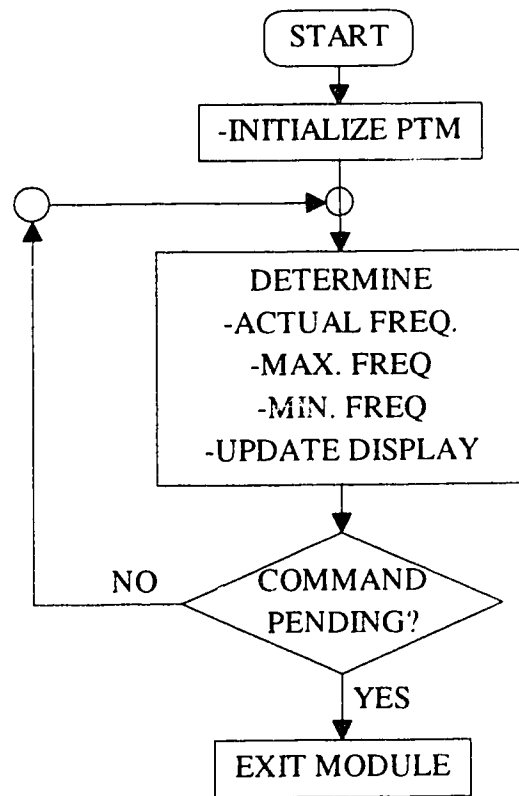 START
-INITIALIZE PTM
DETERMINE
-ACTUAL FREQ.
-MAX. FREQ
-MIN. FREQ
-UPDATE DISPLAY
NO
COMMAND
PENDING?
YES
EXIT MODULE